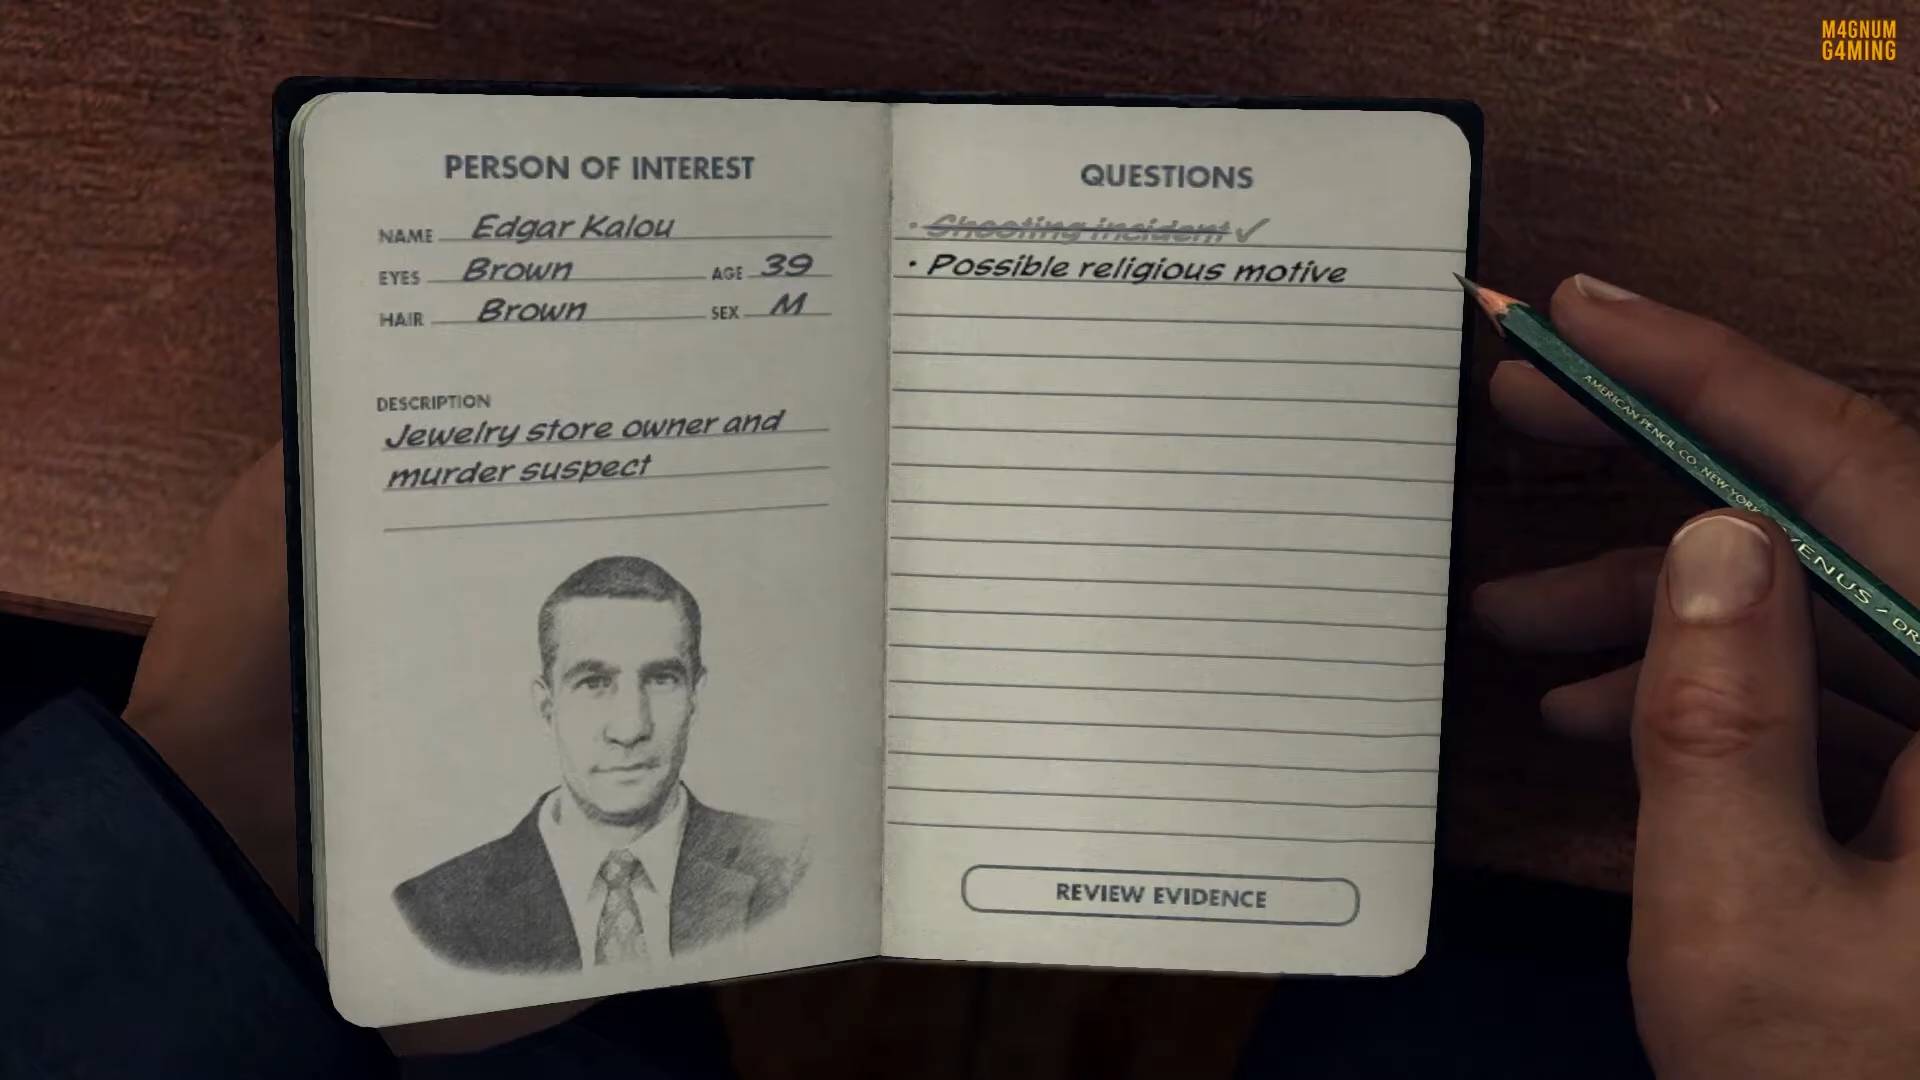 M4GNUM
G4MING
PERSON OF INTEREST
NAME Edgar Kalou
EYES Brown AGE 39
HAIR Brown SEX M
DESCRIPTION
Jewelry store owner and
murder suspect
QUESTIONS
· Shooting incident ✓
· Possible religious motive
REVIEW EVIDENCE
AMERICAN PENCIL CO. NEW YORK
VENUS